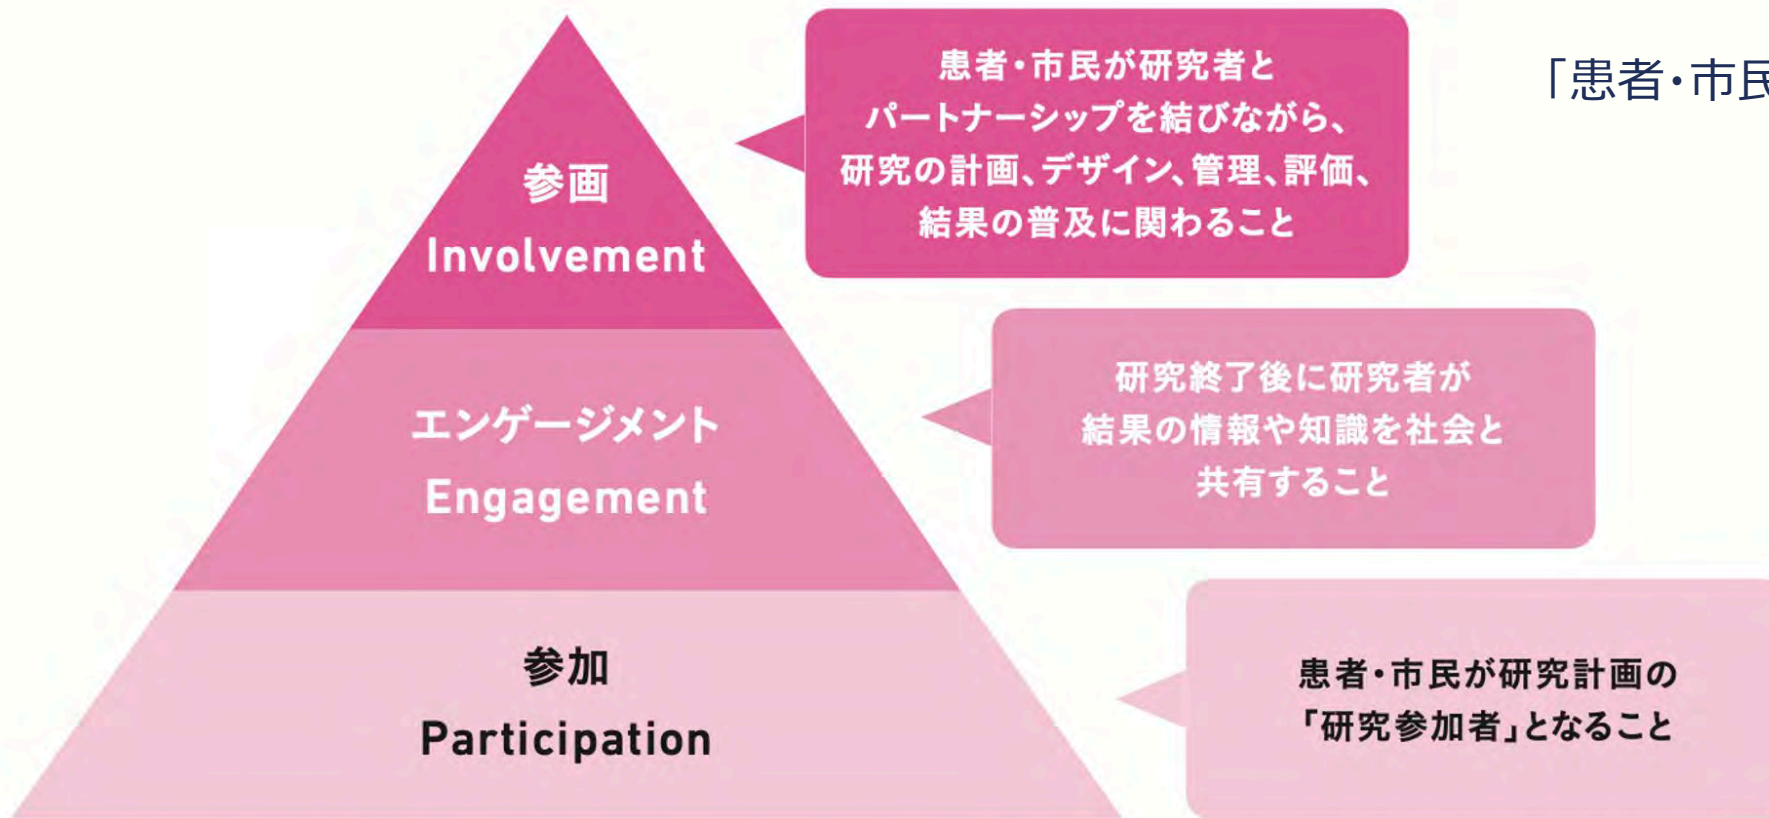 「患者・市民
参画
Involvement
患者・市民が研究者と
パートナーシップを結びながら、
研究の計画、デザイン、管理、評価、
結果の普及に関わること
エンゲージメント
Engagement
研究終了後に研究者が
結果の情報や知識を社会と
共有すること
参加
Participation
患者・市民が研究計画の
「研究参加者」となること